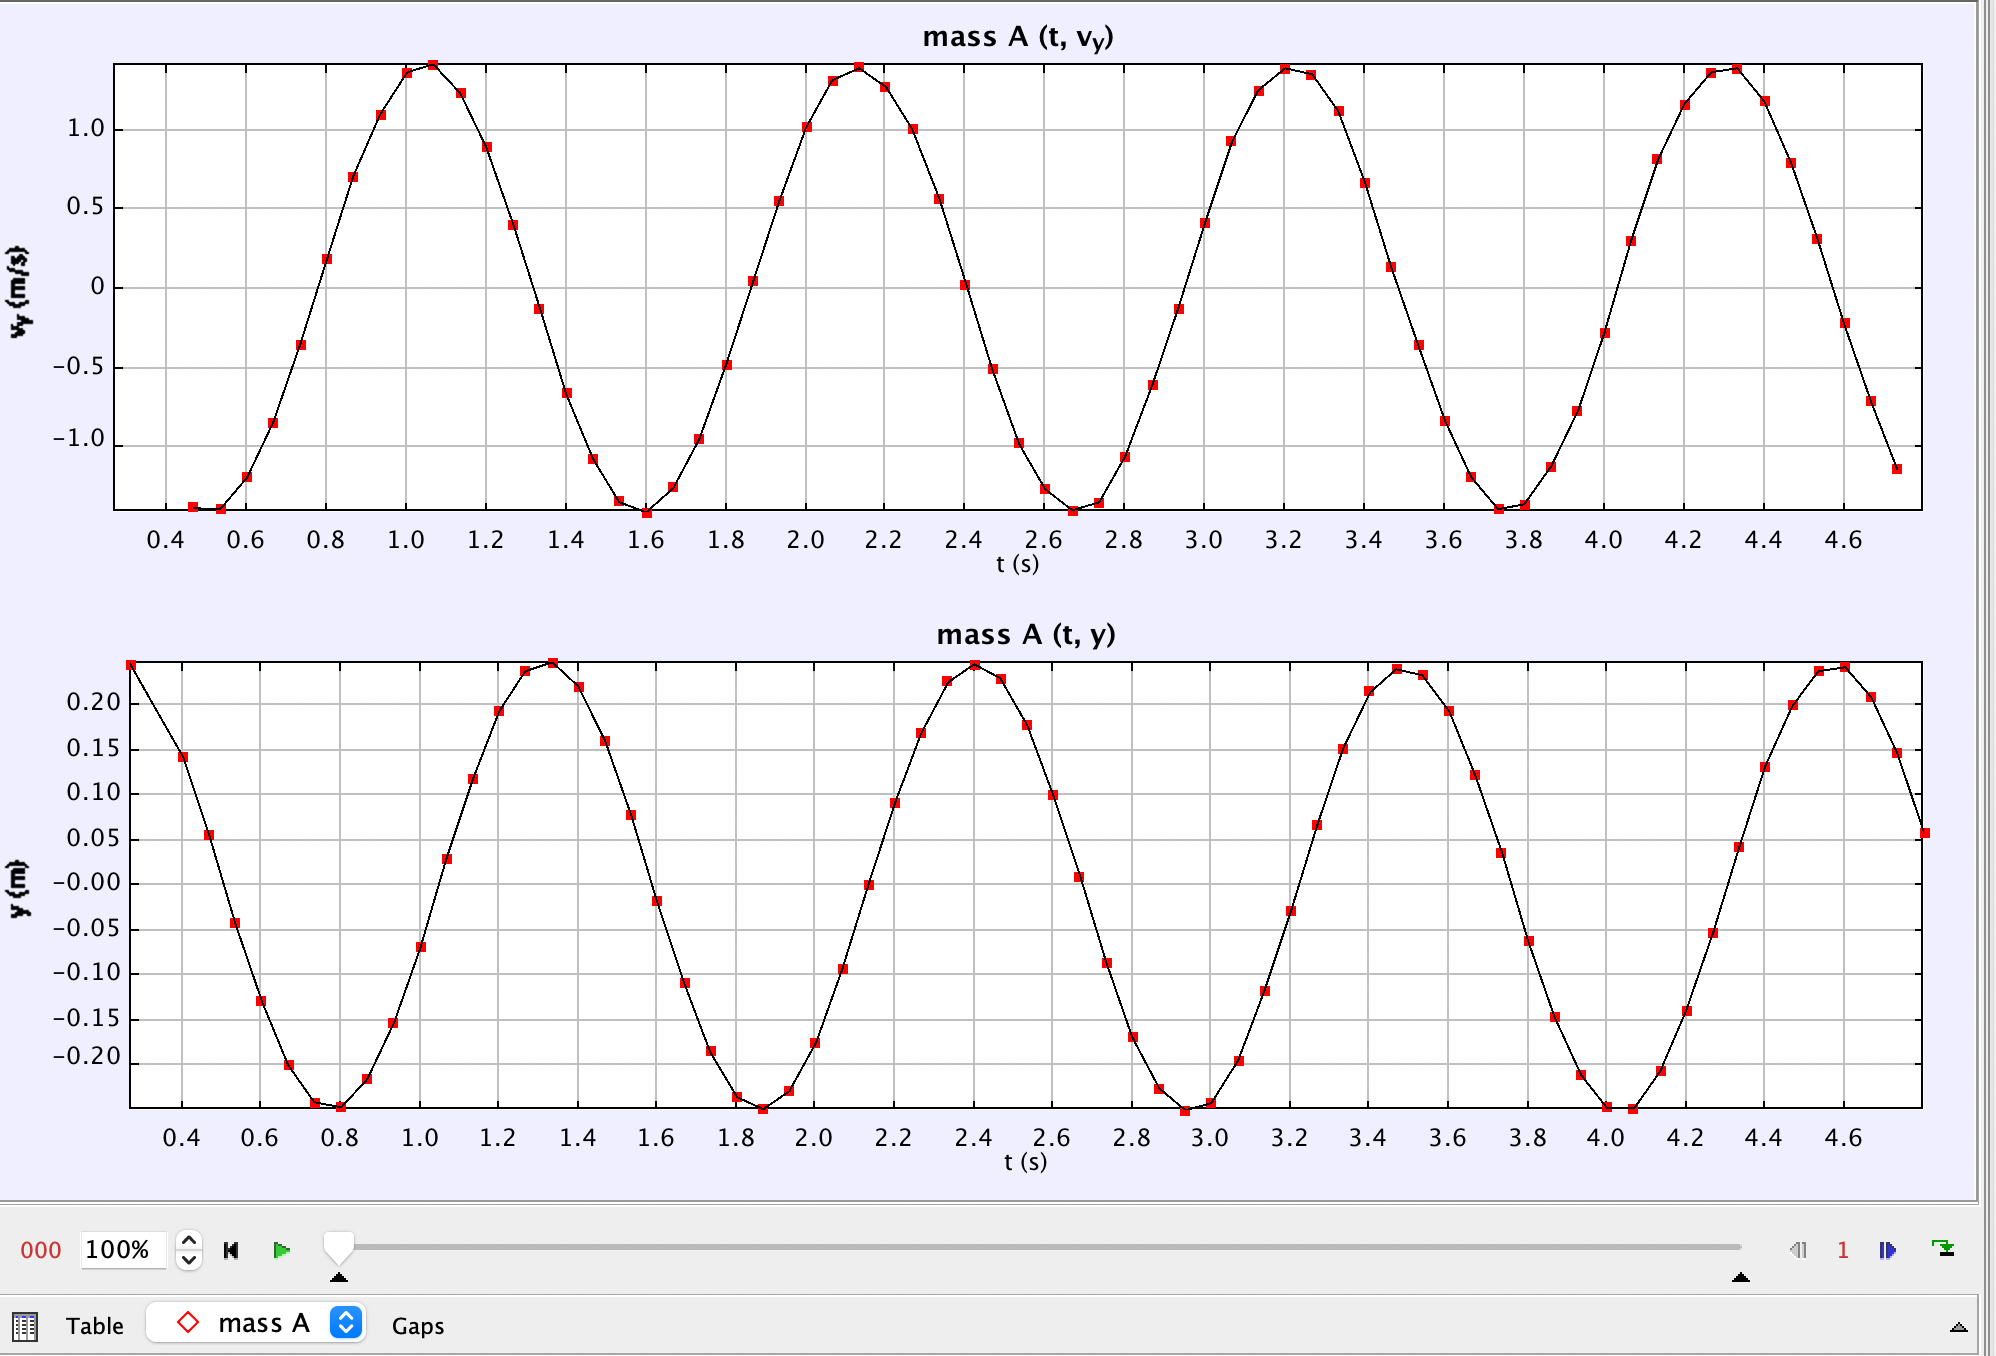 mass A (t, vy)
1.0
0.5
0
−0.5
−1.0
vy (m/s)
0.4 0.6 0.8 1.0 1.2 1.4 1.6 1.8 2.0 2.2 2.4 2.6 2.8 3.0 3.2 3.4 3.6 3.8 4.0 4.2 4.4 4.6
t (s)
mass A (t, y)
0.20
0.15
0.10
0.05
−0.00
−0.05
−0.10
−0.15
−0.20
y (m)
0.4 0.6 0.8 1.0 1.2 1.4 1.6 1.8 2.0 2.2 2.4 2.6 2.8 3.0 3.2 3.4 3.6 3.8 4.0 4.2 4.4 4.6
t (s)
000 100% 1
Table mass A Gaps